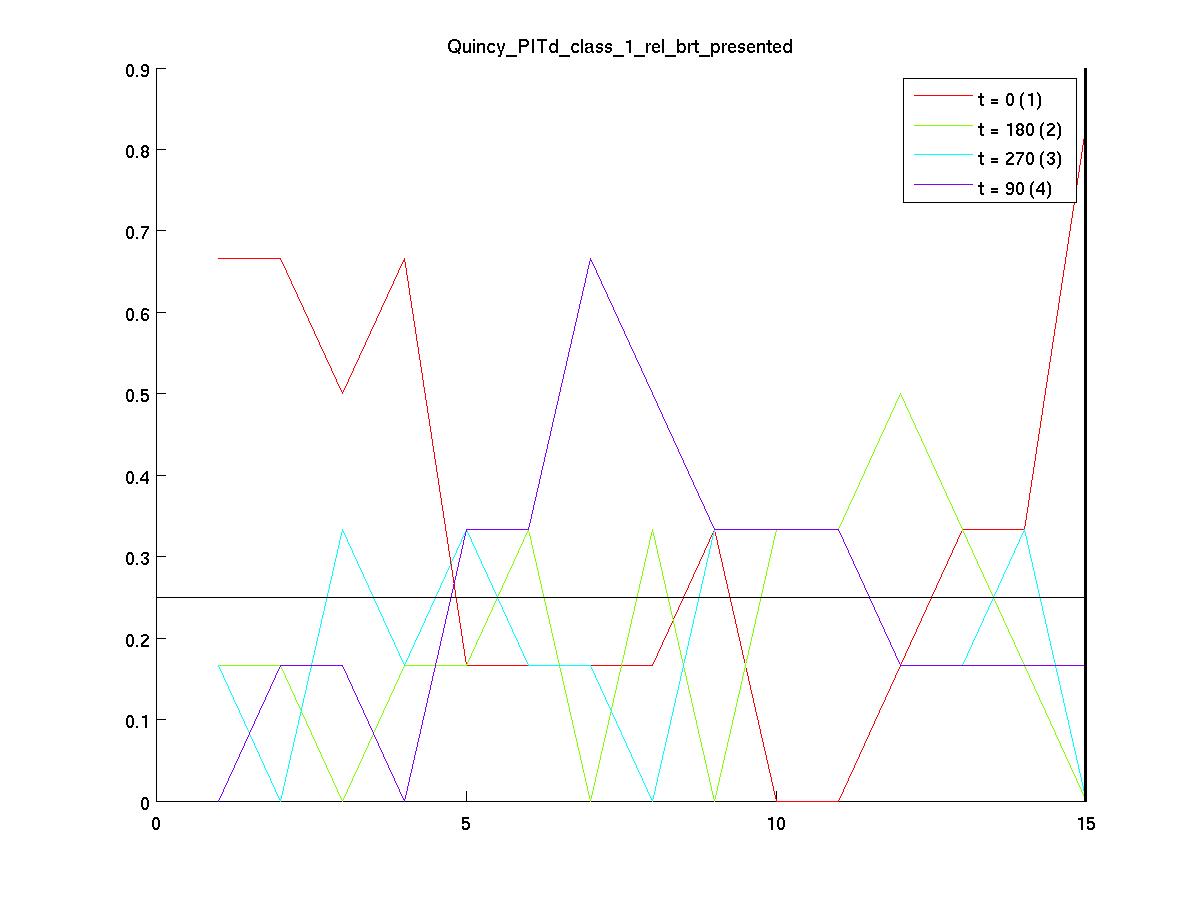 Quincy_PITd_class_1_rel_brt_presented
0.9
0.8
0.7
0.6
0.5
0.4
0.3
0.2
0.1
0
t = 0 (1)
t = 180 (2)
t = 270 (3)
t = 90 (4)
0 5 10 15